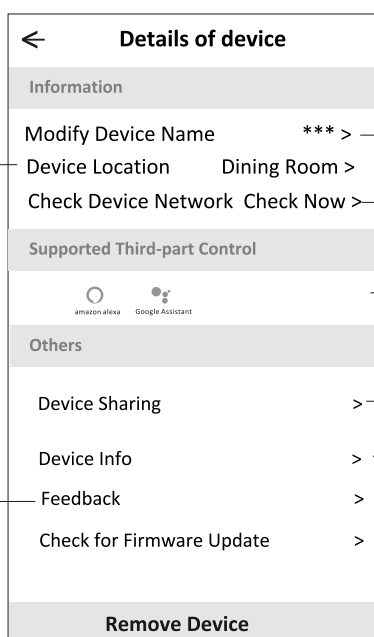 Details of device
Information
Modify Device Name *** >
Device Location Dining Room >
Check Device Network Check Now >
Supported Third-part Control
amazon alexa Google Assistant
Others
Device Sharing >
Device Info >
Feedback >
Check for Firmware Update >
Remove Device